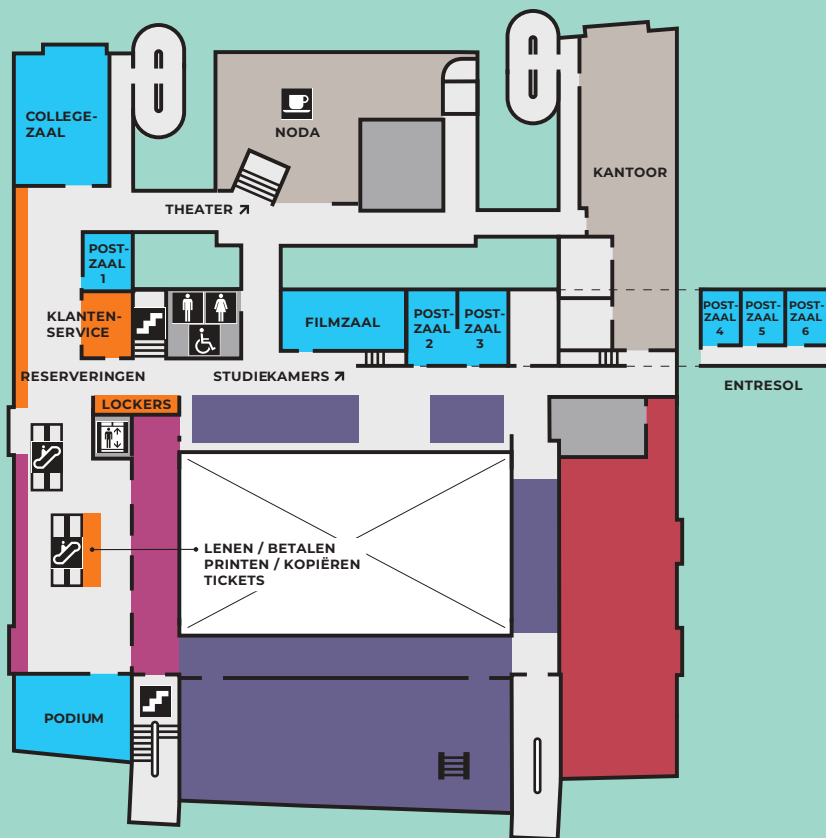 COLLEGE-
ZAAL
NODA
KANTOOR
THEATER ↗
POST-
ZAAL
1
KLANTEN-
SERVICE
FILMZAAL
POST-
ZAAL
2
POST-
ZAAL
3
POST-
ZAAL
4
POST-
ZAAL
5
POST-
ZAAL
6
ENTRESOL
RESERVERINGEN
STUDIEKAMERS ↗
LOCKERS
LENEN / BETALEN
PRINTEN / KOPIËREN
TICKETS
PODIUM